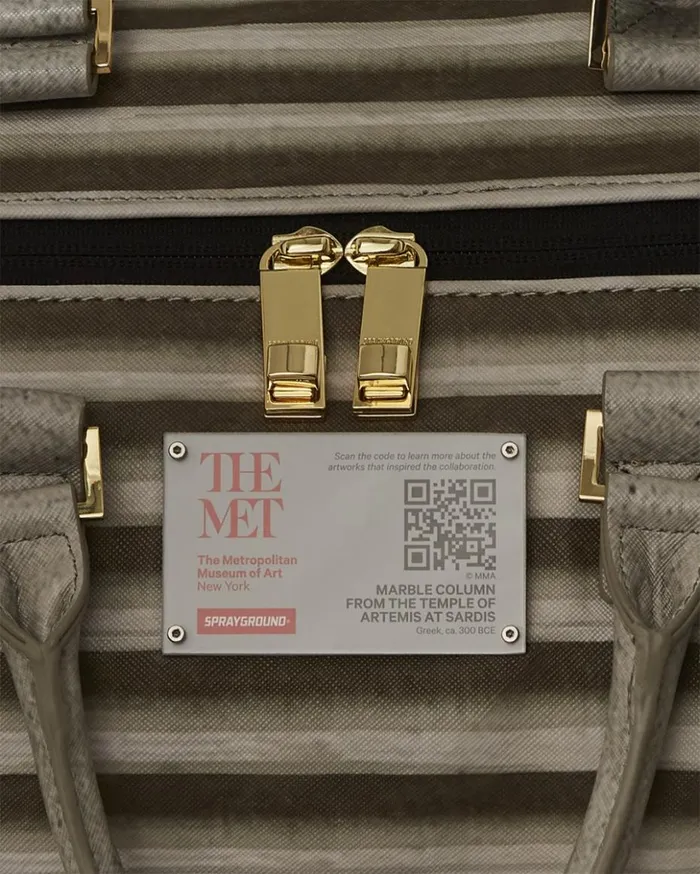 THE
MET
The Metropolitan
Museum of Art
New York
SPRAYGROUND
Scan the code to learn more about the
artworks that inspired the collaboration.
© MMA
MARBLE COLUMN
FROM THE TEMPLE OF
ARTEMIS AT SARDIS
Greek, ca. 300 BCE